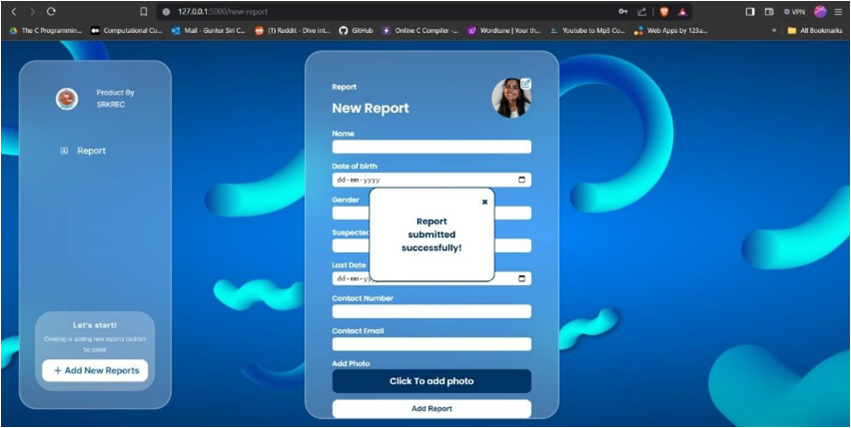 127.0.0.1:5000/new-report
VPN
The C Programmin...
Computational Co...
Mail - Guntur Siri C...
(1) Reddit - Dive int...
GitHub
Online C Compiler -...
Wordtune | Your th...
Youtube to Mp3 Co...
Web Apps by 123a...
»
All Bookmarks
Product By
SRKREC
Report
Let's start!
Creating or adding new reports couldn't
be easier
+ Add New Reports
Report
New Report
Name
Date of birth
dd-mm-yyyy
Gender
Suspected
Last Date
dd-mm-yy
Report
submitted
successfully!
Contact Number
Contact Email
Add Photo
Click To add photo
Add Report